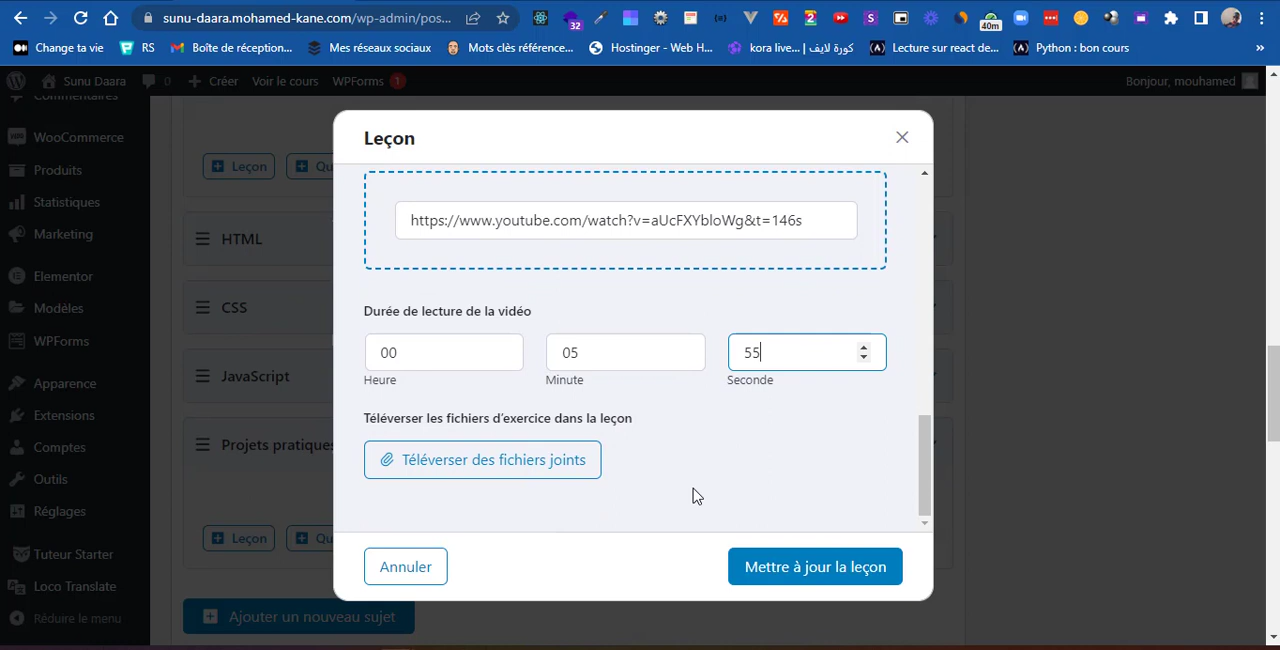 sunu-daara.mohamed-kane.com/wp-admin/pos...
32
2
S
40m
Change ta vie
RS
Boîte de réception...
Mes réseaux sociaux
Mots clés référence...
Hostinger - Web H...
kora live... كورة لايف
Lecture sur react de...
Python : bon cours
»
Sunu Daara
0
Créer
Voir le cours
WPForms
1
Bonjour, mouhamed
Commentaires
WooCommerce
Produits
Statistiques
Marketing
Elementor
Modèles
WPForms
Apparence
Extensions
Comptes
Outils
Réglages
Tuteur Starter
Loco Translate
Réduire le menu
Leçon
Qu
HTML
CSS
JavaScript
Projets pratiques
Leçon
Qu
Ajouter un nouveau sujet
Leçon
https://www.youtube.com/watch?v=aUcFXYbloWg&t=146s
Durée de lecture de la vidéo
00
05
55
Heure
Minute
Seconde
Téléverser les fichiers d’exercice dans la leçon
Téléverser des fichiers joints
Annuler
Mettre à jour la leçon